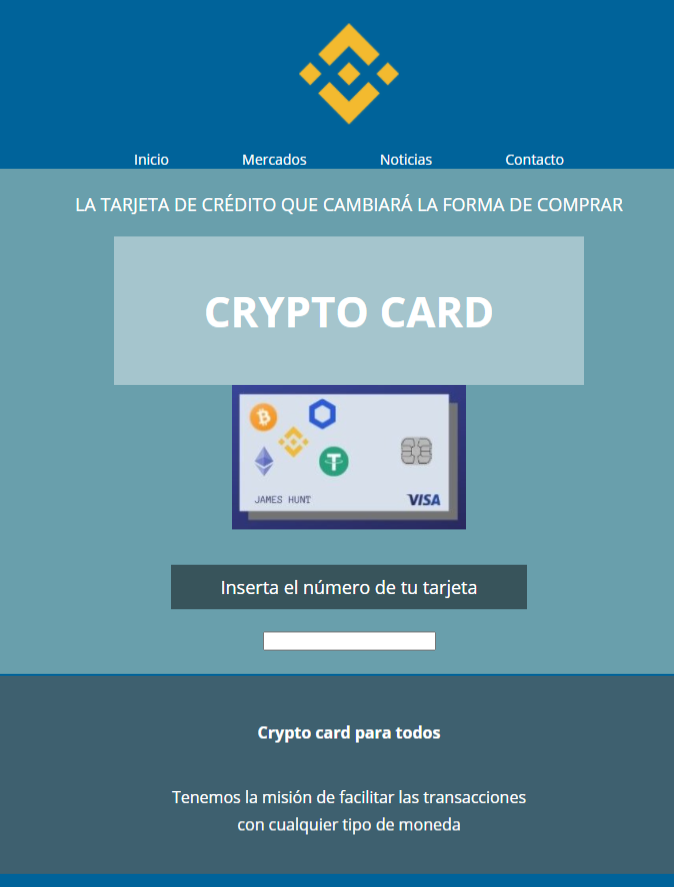 Inicio Mercados Noticias Contacto
LA TARJETA DE CRÉDITO QUE CAMBIARÁ LA FORMA DE COMPRAR
CRYPTO CARD
JAMES HUNT VISA
Inserta el número de tu tarjeta
Crypto card para todos
Tenemos la misión de facilitar las transacciones
con cualquier tipo de moneda